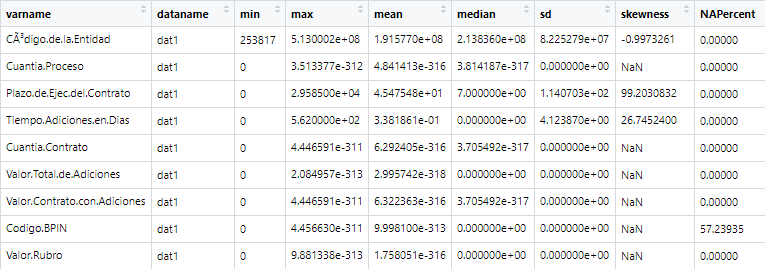 varname dataname min max mean median sd skewness NAPercent
CÃ³digo.de.la.Entidad dat1 253817 5.130002e+08 1.915770e+08 2.138360e+08 8.225279e+07 -0.9973261 0.00000
Cuantia.Proceso dat1 0 3.513377e-312 4.841413e-316 3.814187e-317 0.000000e+00 NaN 0.00000
Plazo.de.Ejec.del.Contrato dat1 0 2.958500e+04 4.547548e+01 7.000000e+00 1.140703e+02 99.2030832 0.00000
Tiempo.Adiciones.en.Dias dat1 0 5.620000e+02 3.381861e-01 0.000000e+00 4.123870e+00 26.7452400 0.00000
Cuantia.Contrato dat1 0 4.446591e-311 6.292405e-316 3.705492e-317 0.000000e+00 NaN 0.00000
Valor.Total.de.Adiciones dat1 0 2.084957e-313 2.995742e-318 0.000000e+00 0.000000e+00 NaN 0.00000
Valor.Contrato.con.Adiciones dat1 0 4.446591e-311 6.322363e-316 3.705492e-317 0.000000e+00 NaN 0.00000
Codigo.BPIN dat1 0 4.456630e-311 9.998100e-313 0.000000e+00 0.000000e+00 NaN 57.23935
Valor.Rubro dat1 0 9.881338e-313 1.758051e-316 0.000000e+00 0.000000e+00 NaN 0.00000